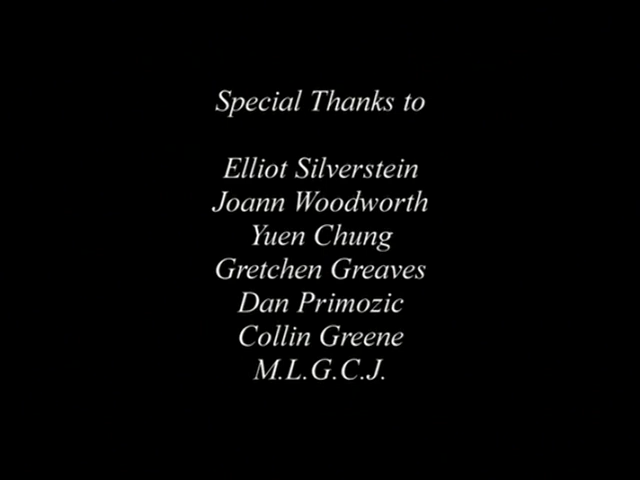 Special Thanks to
Elliot Silverstein
Joann Woodworth
Yuen Chung
Gretchen Greaves
Dan Primozic
Collin Greene
M.L.G.C.J.